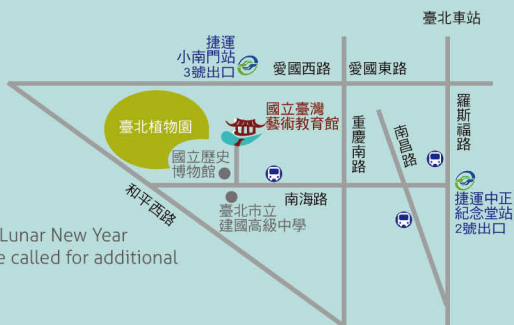 臺北車站
捷運
小南門站
3號出口
愛國西路
愛國東路
國立臺灣
藝術教育館
臺北植物園
國立歷史
博物館
重慶南路
南昌路
羅斯福路
和平西路
南海路
臺北市立
建國高級中學
捷運中正
紀念堂站
2號出口
Lunar New Year
e called for additional